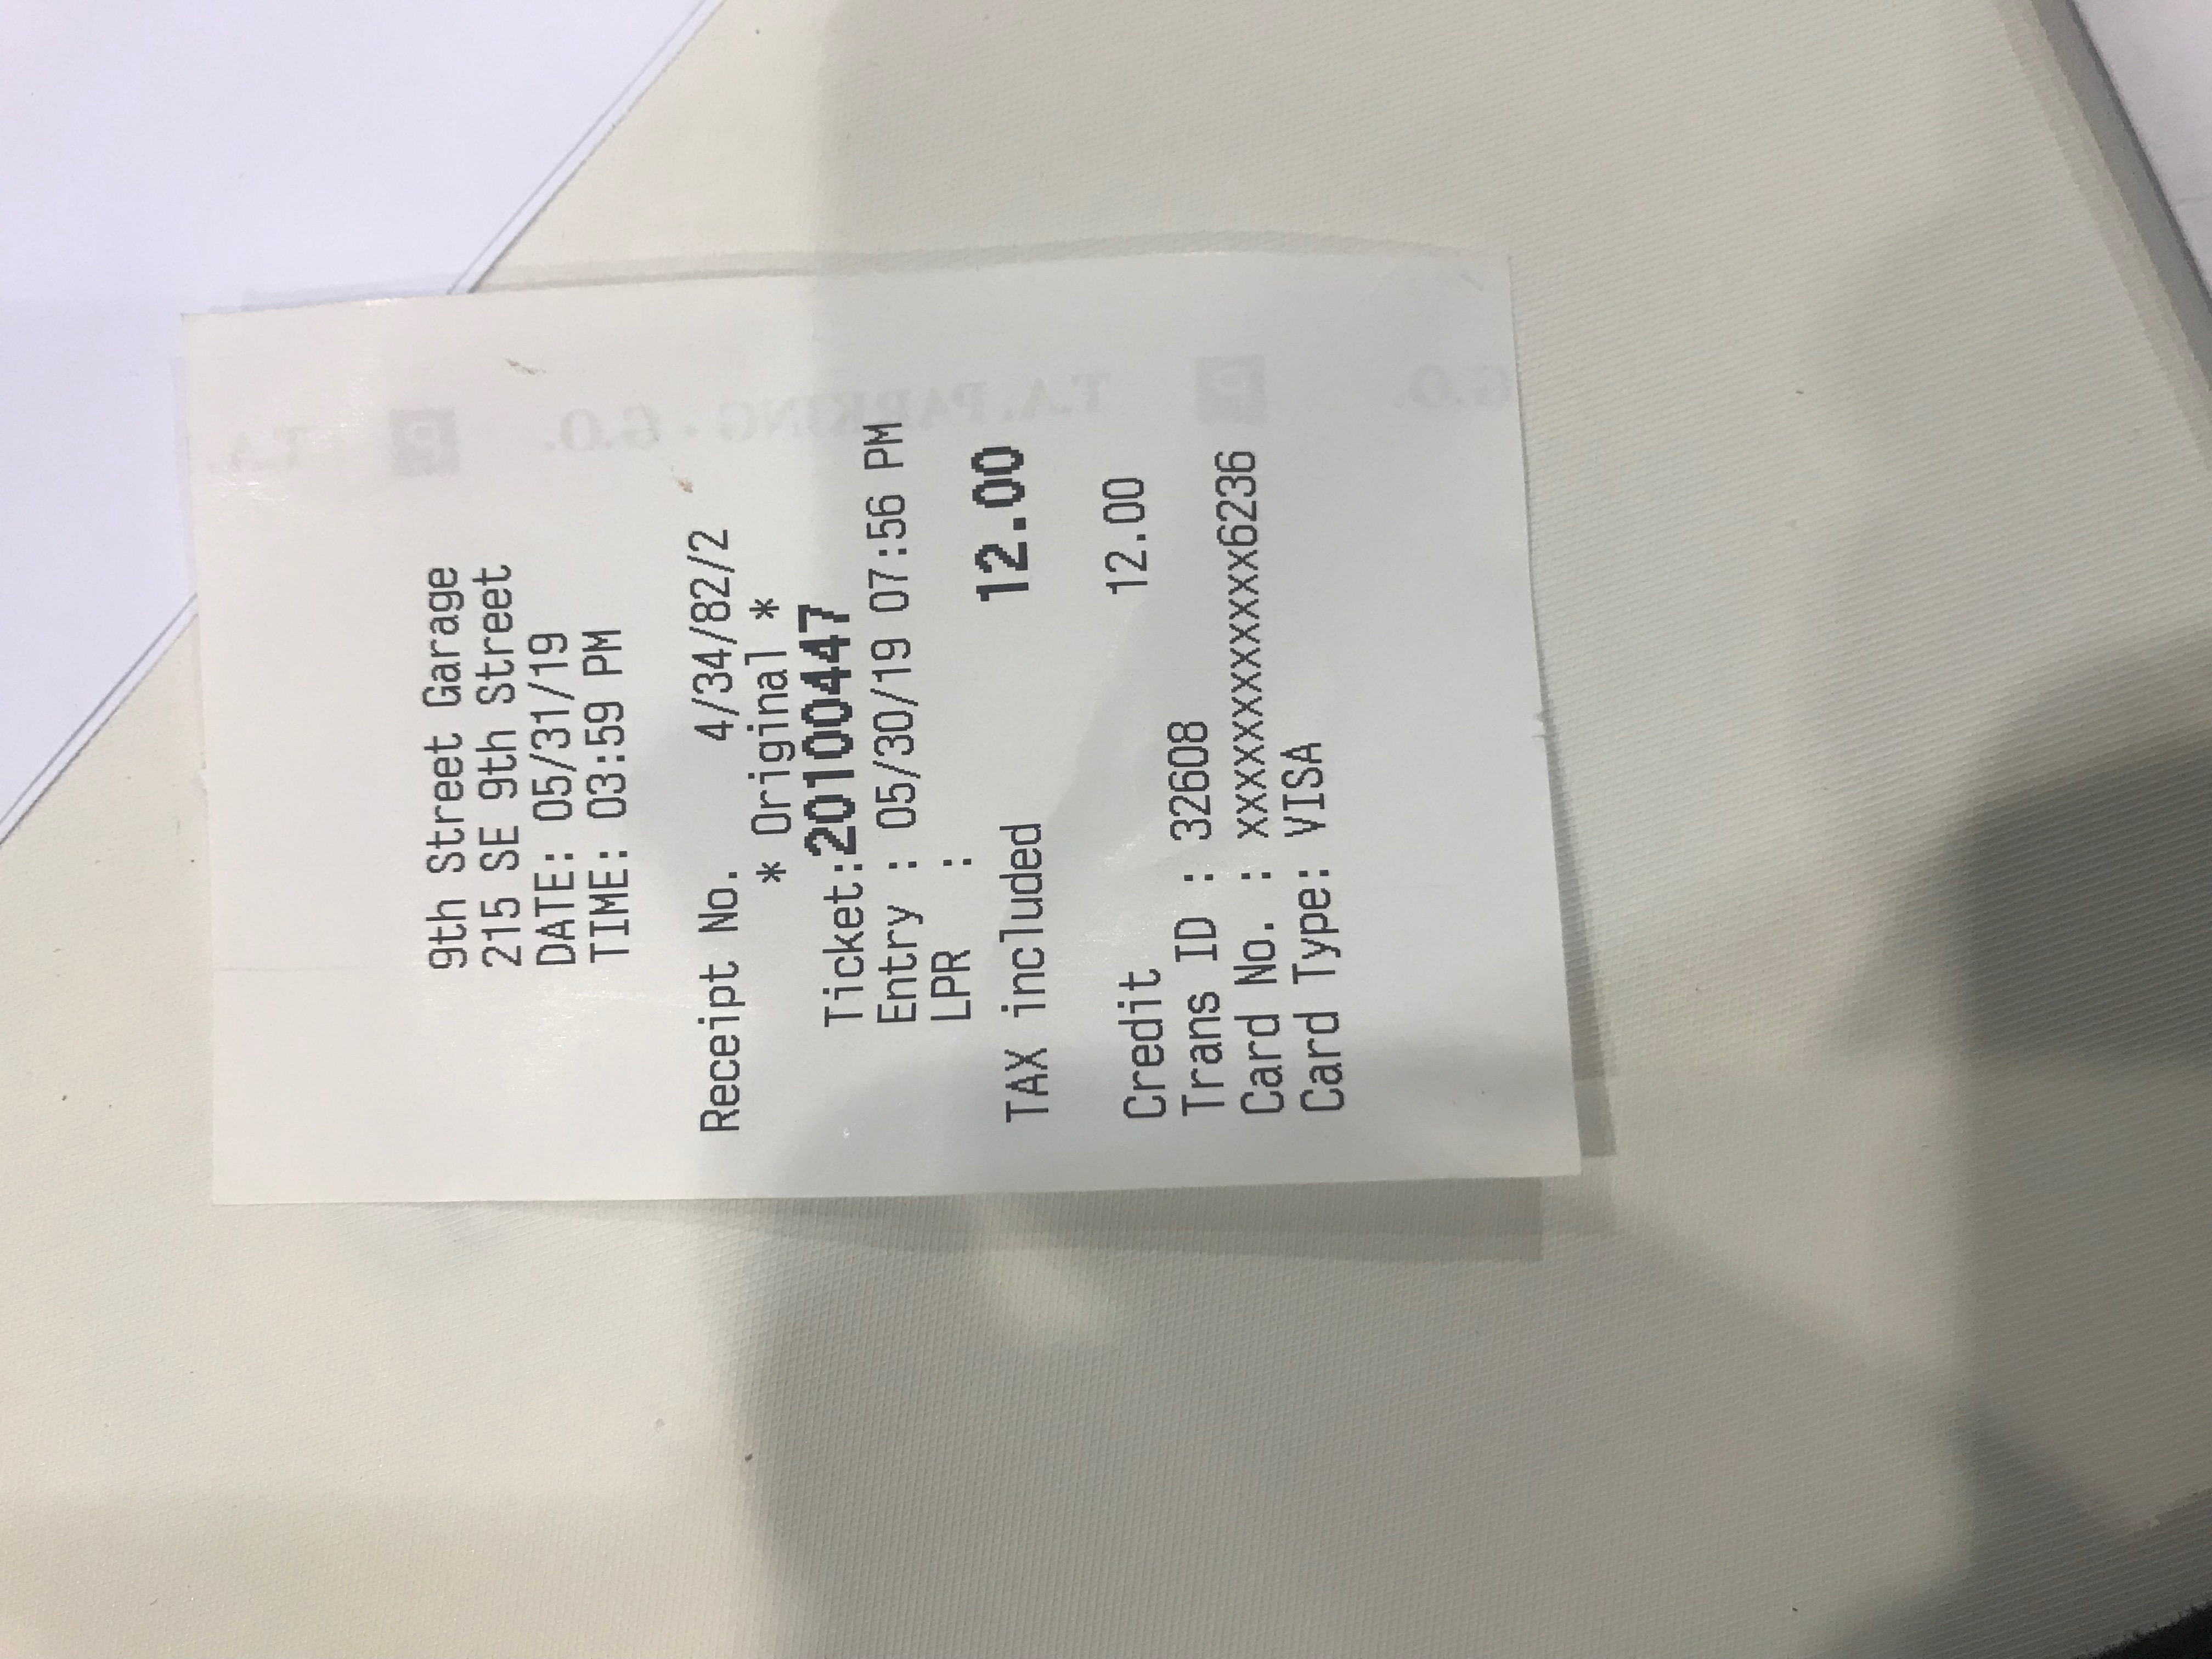 9th Street Garage
215 SE 9th Street
DATE: 05/31/19
TIME: 03:59 PM
Receipt No. 4/34/82/2
* Original *
Ticket:20100447
Entry : 05/30/19 07:56 PM
LPR :
TAX included 12.00
Credit 12.00
Trans ID : 32608
Card No. : xxxxxxxxxxxx6236
Card Type: VISA